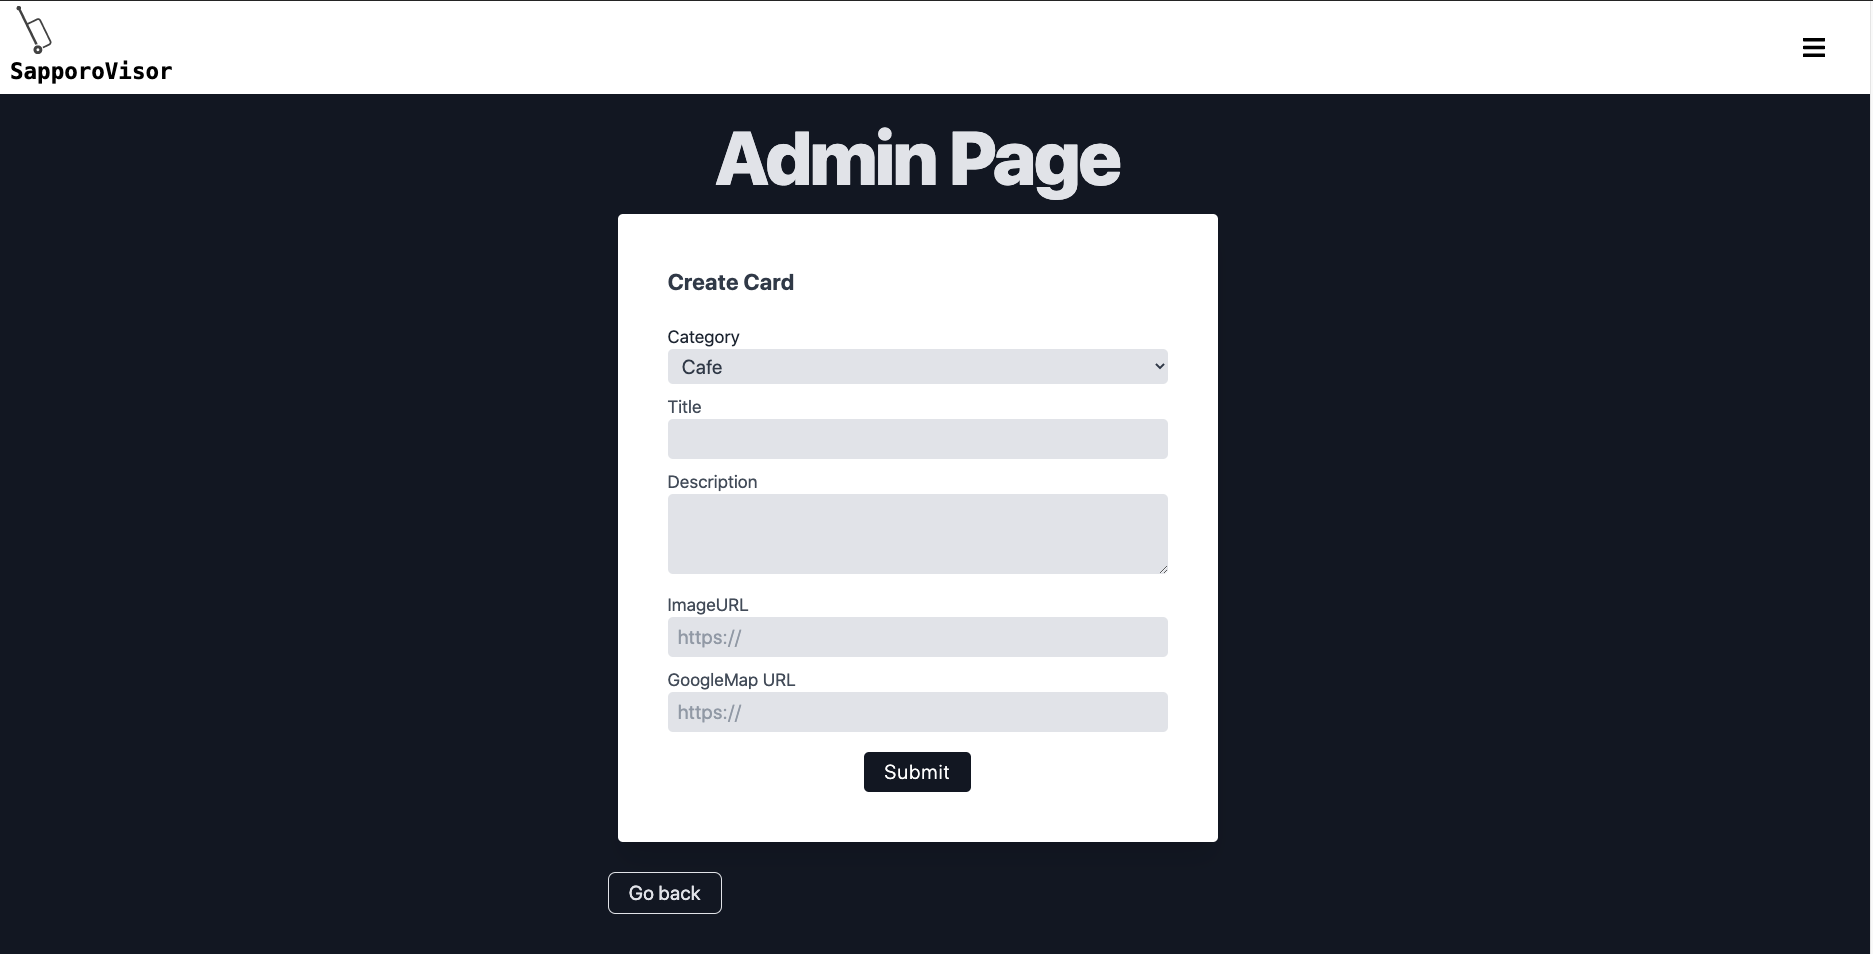 SapporoVisor
Admin Page
Create Card
Category
Cafe
Title
Description
ImageURL
https://
GoogleMap URL
https://
Submit
Go back